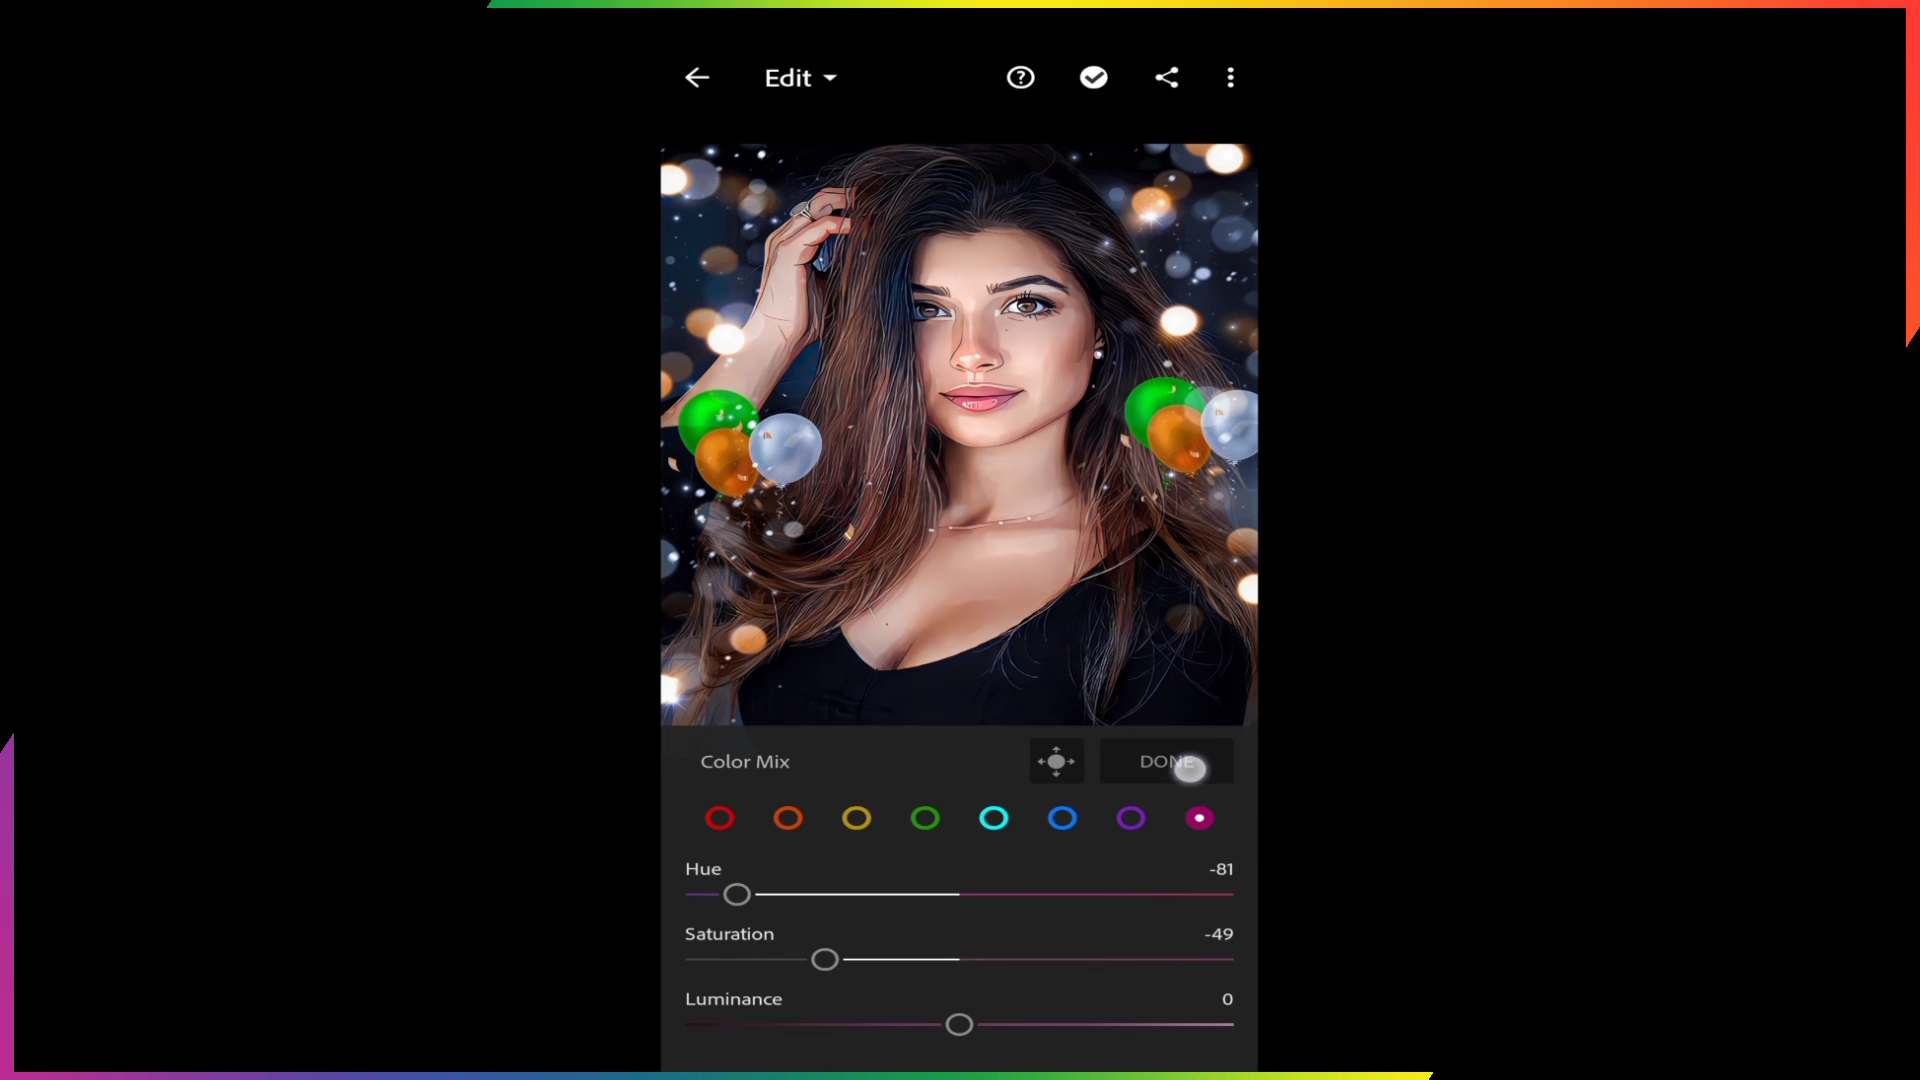 Edit
Color Mix
DONE
Hue
-81
Saturation
-49
Luminance
0